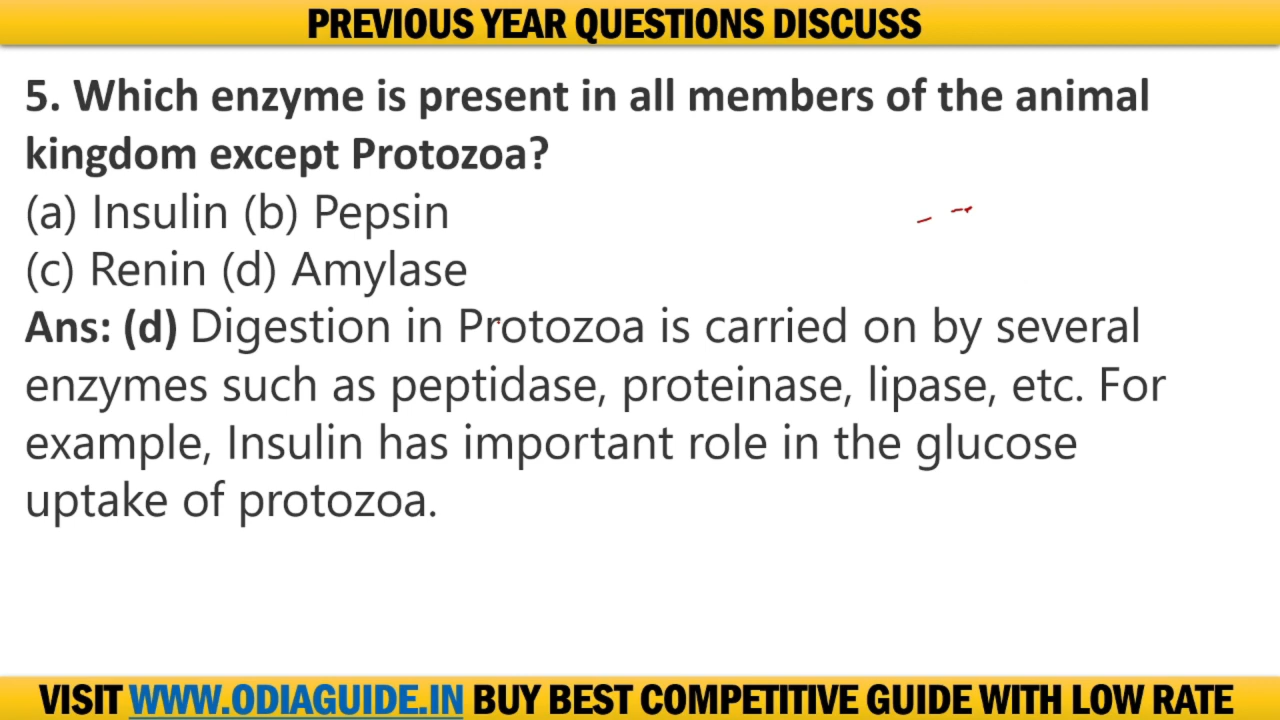 PREVIOUS YEAR QUESTIONS DISCUSS
5. Which enzyme is present in all members of the animal
kingdom except Protozoa?
(a) Insulin (b) Pepsin
(c) Renin (d) Amylase
Ans: (d) Digestion in Protozoa is carried on by several
enzymes such as peptidase, proteinase, lipase, etc. For
example, Insulin has important role in the glucose
uptake of protozoa.
VISIT WWW.ODIAGUIDE.IN BUY BEST COMPETITIVE GUIDE WITH LOW RATE